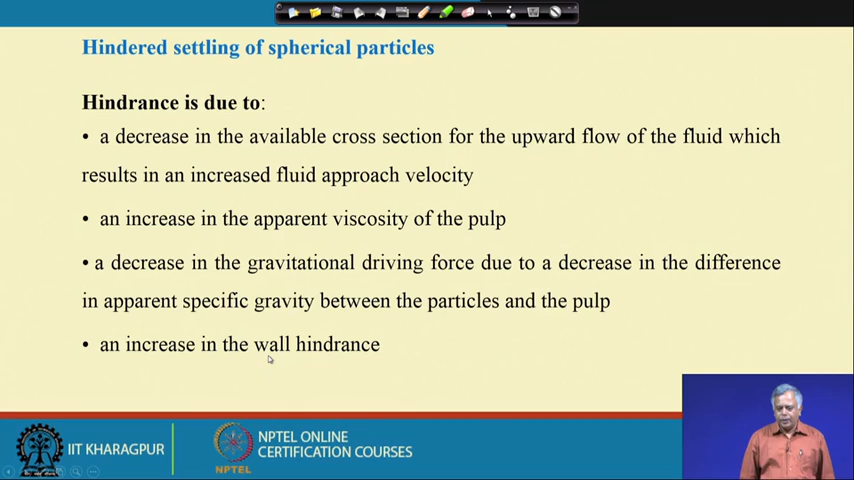 Hindered settling of spherical particles
Hindrance is due to:
• a decrease in the available cross section for the upward flow of the fluid which
results in an increased fluid approach velocity
• an increase in the apparent viscosity of the pulp
• a decrease in the gravitational driving force due to a decrease in the difference
in apparent specific gravity between the particles and the pulp
• an increase in the wall hindrance
IIT KHARAGPUR
NPTEL
NPTEL ONLINE
CERTIFICATION COURSES